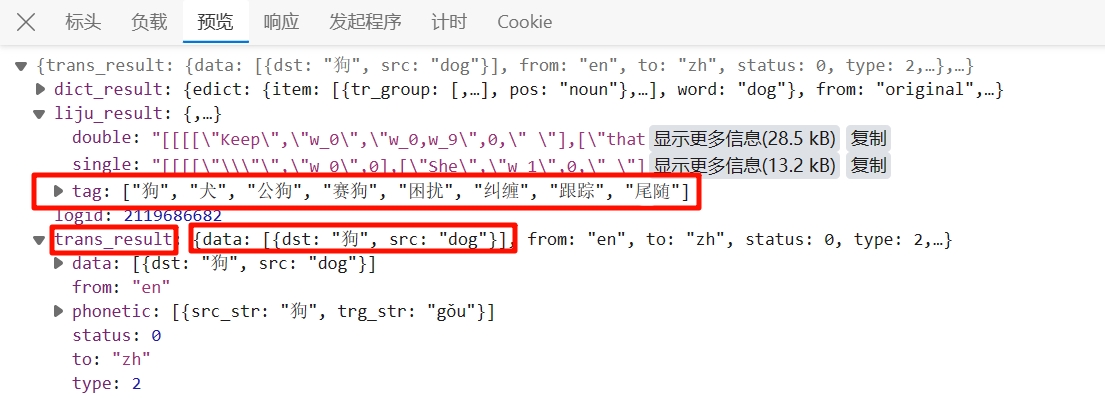 标头 负载 预览 响应 发起程序 计时 Cookie
{trans_result: {data: [{dst: "狗", src: "dog"}], from: "en", to: "zh", status: 0, type: 2,…},…}
dict_result: {edict: {item: [{tr_group: [,…], pos: "noun"},…], word: "dog"}, from: "original",…}
liju_result: {,…}
double: "[[[[\"Keep\",\"w_0\",\"w_0,w_9\",0,\" \"],[\"that 显示更多信息(28.5 kB) 复制
single: "[[[[\"\\\"\",\"w_0\",0],[\"She\",\"w_1\",0,\" \"] 显示更多信息(13.2 kB) 复制
tag: ["狗", "犬", "公狗", "赛狗", "困扰", "纠缠", "跟踪", "尾随"]
logid: 2119686682
trans_result: {data: [{dst: "狗", src: "dog"}], from: "en", to: "zh", status: 0, type: 2,…}
data: [{dst: "狗", src: "dog"}]
from: "en"
phonetic: [{src_str: "狗", trg_str: "gǒu"}]
status: 0
to: "zh"
type: 2